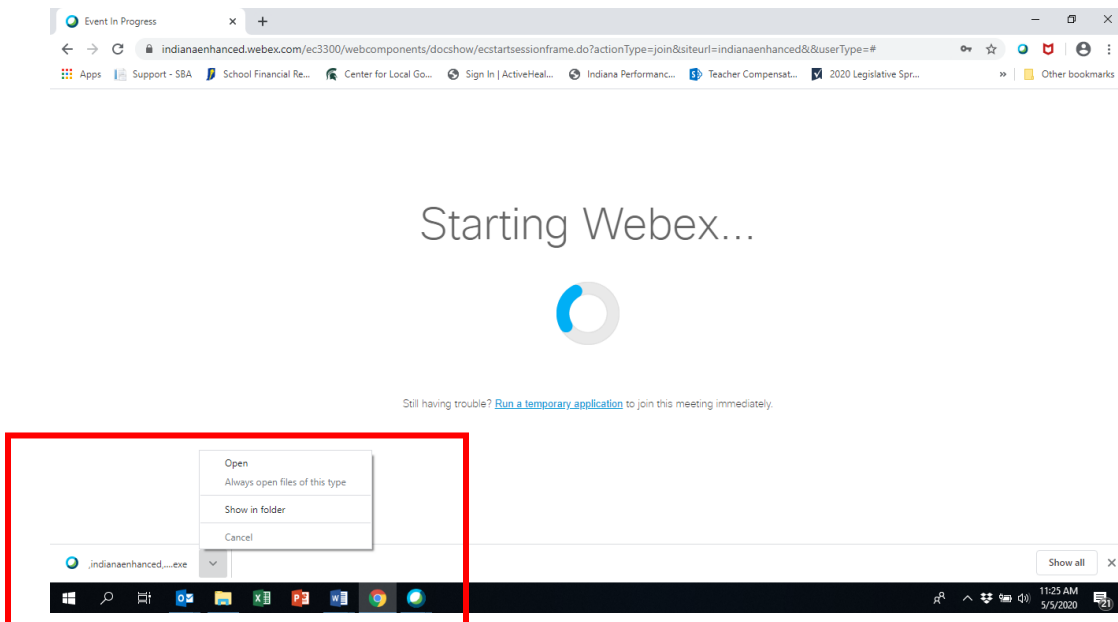 Event In Progress
indianaenhanced.webex.com/ec3300/webcomponents/docshow/ecstartsessionframe.do?actionType=join&siteurl=indianaenhanced&&userType=#
Apps Support - SBA School Financial Re... Center for Local Go... Sign In | ActiveHeal... Indiana Performanc... Teacher Compensat... 2020 Legislative Spr... » Other bookmarks
Starting Webex...
Still having trouble? Run a temporary application to join this meeting immediately.
Open
Always open files of this type
Show in folder
Cancel
,indianaenhanced,....exe
Show all
11:25 AM
5/5/2020
21